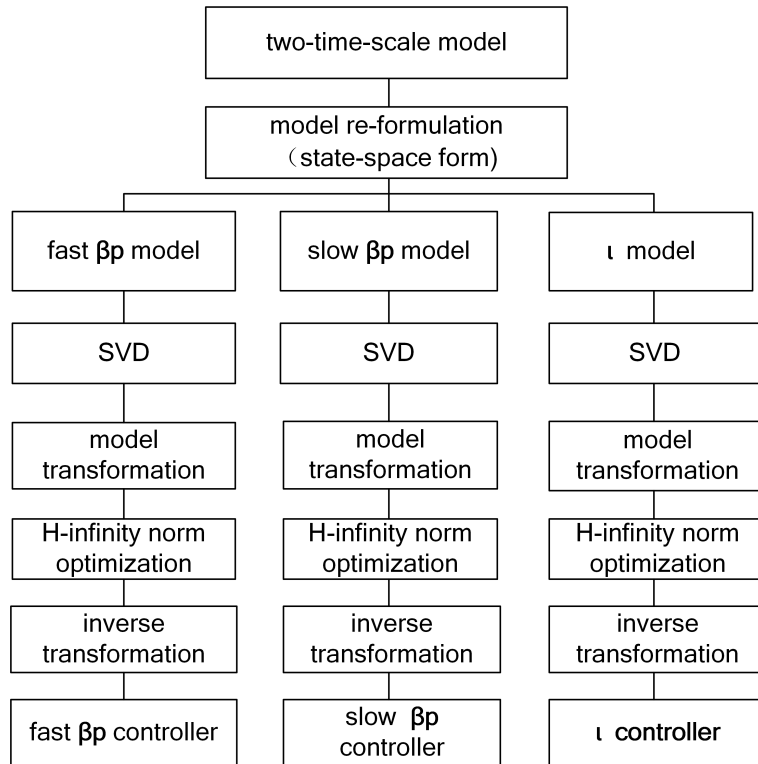 two-time-scale model
model re-formulation
（state-space form)
fast βp model
slow βp model
ι model
SVD
SVD
SVD
model
transformation
model
transformation
model
transformation
H-infinity norm
optimization
H-infinity norm
optimization
H-infinity norm
optimization
inverse
transformation
inverse
transformation
inverse
transformation
fast βp controller
slow βp
controller
ι controller